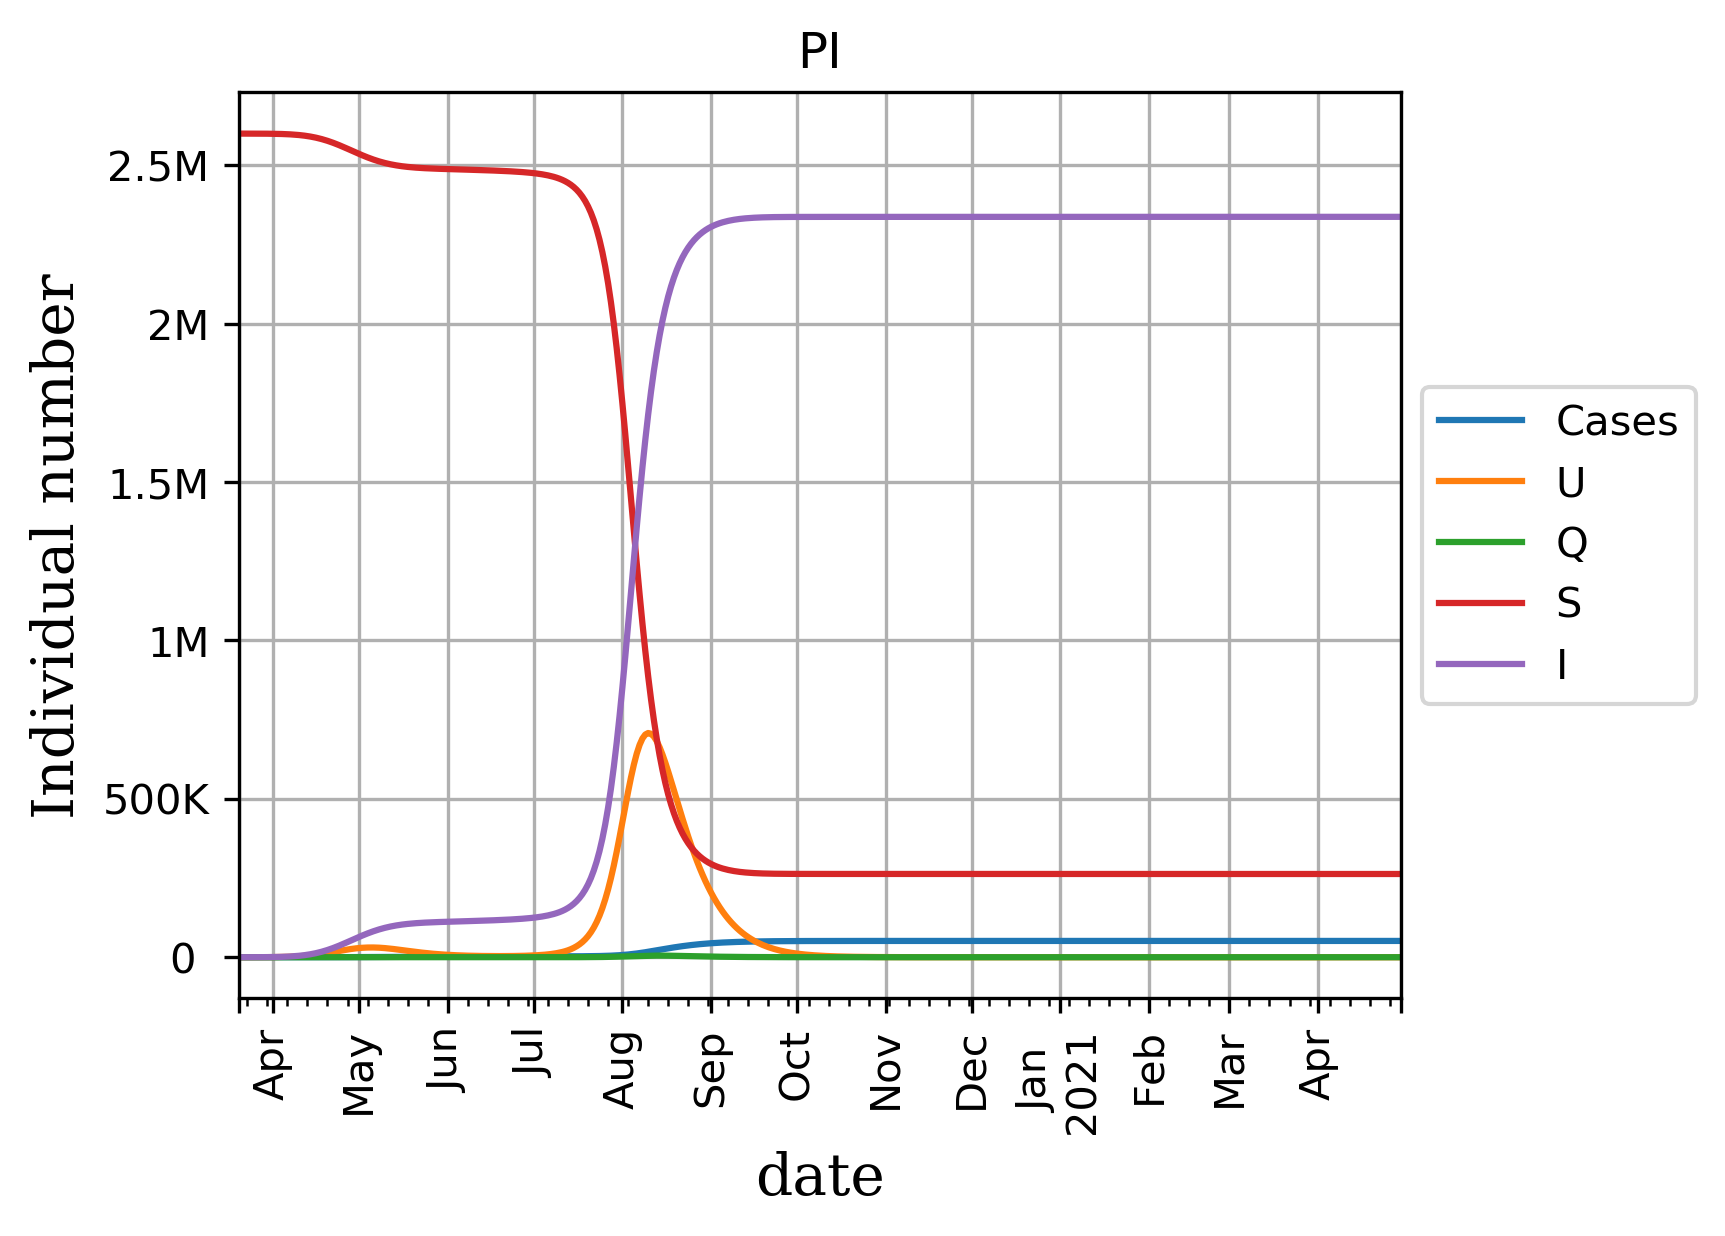 PI
2.5M
2M
1.5M
1M
500K
0
Individual number
Apr
May
Jun
Jul
Aug
Sep
Oct
Nov
Dec
Jan
2021
Feb
Mar
Apr
date
Cases
U
Q
S
I